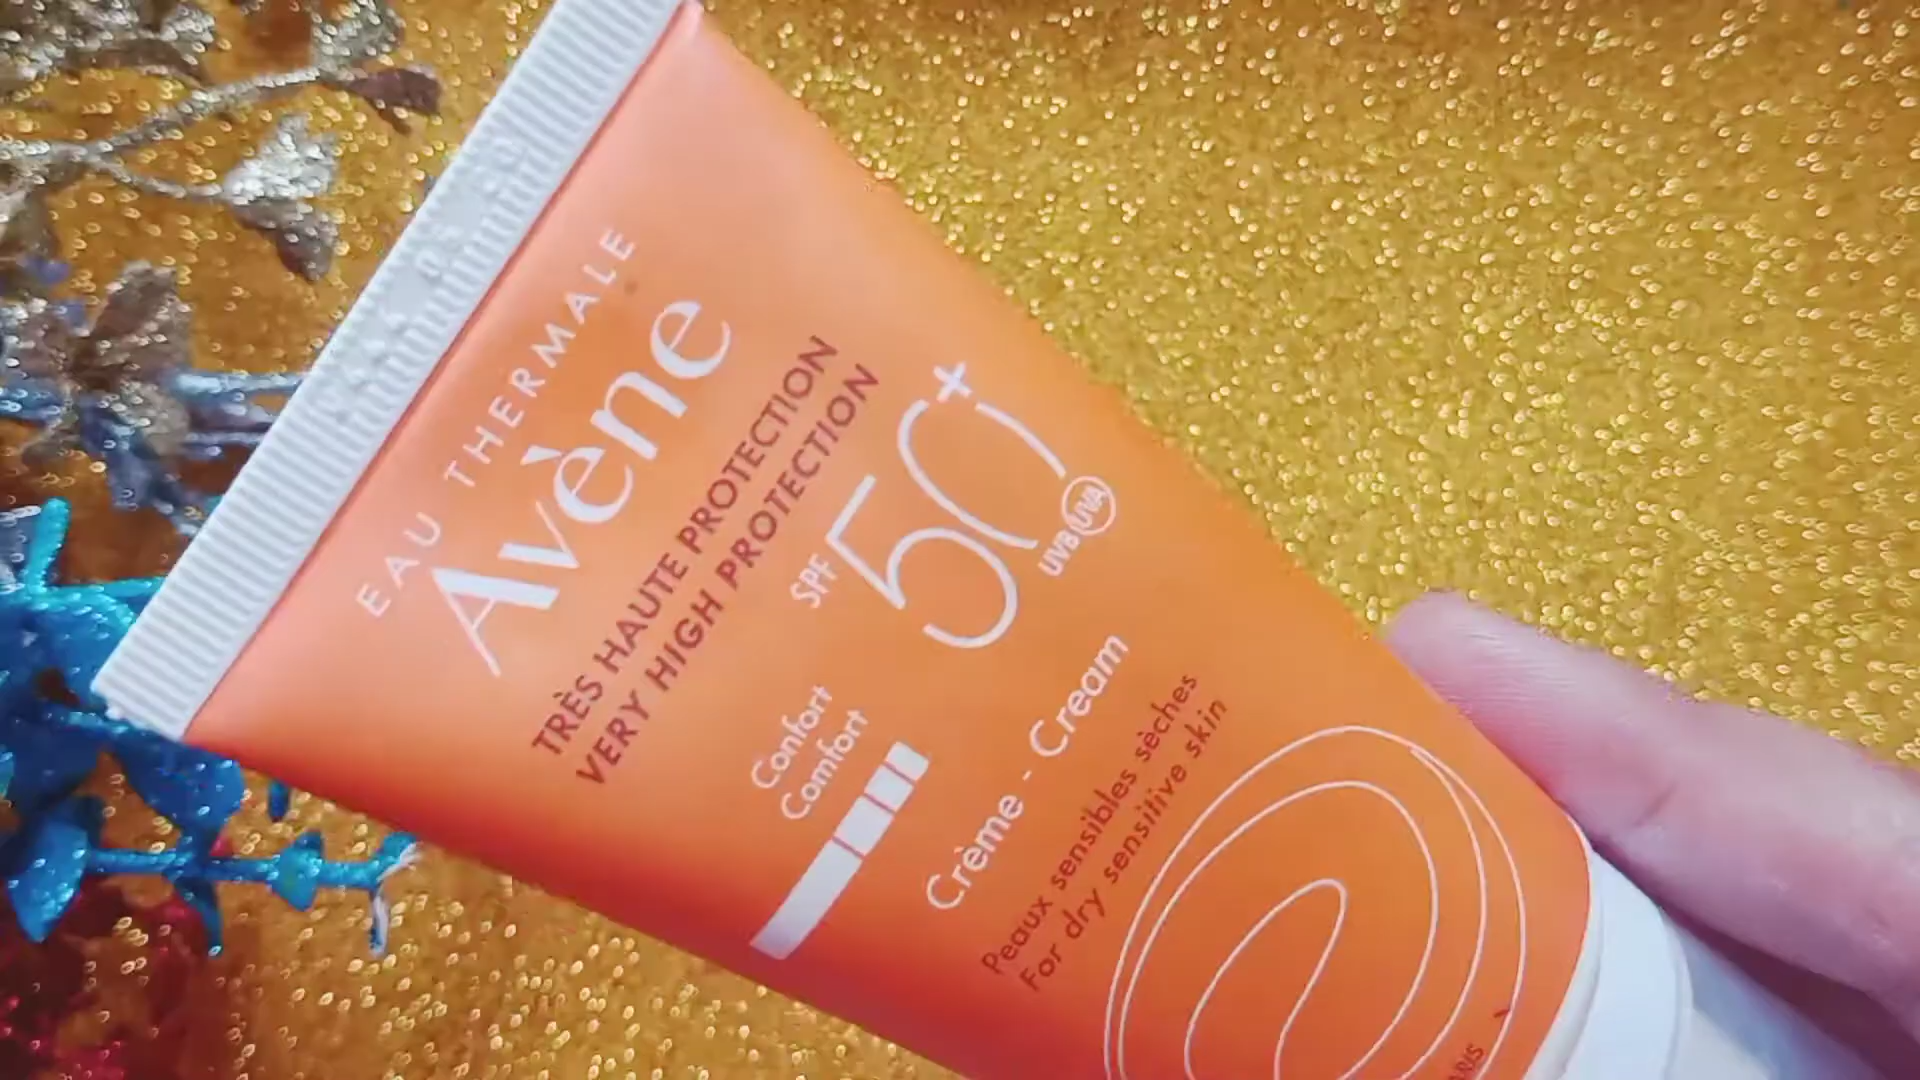 EAU THERMALE
Avène
TRÈS HAUTE PROTECTION
VERY HIGH PROTECTION
SPF 50+
UVB UVA
Confort
Comfort
Crème - Cream
Peaux sensibles sèches
For dry sensitive skin